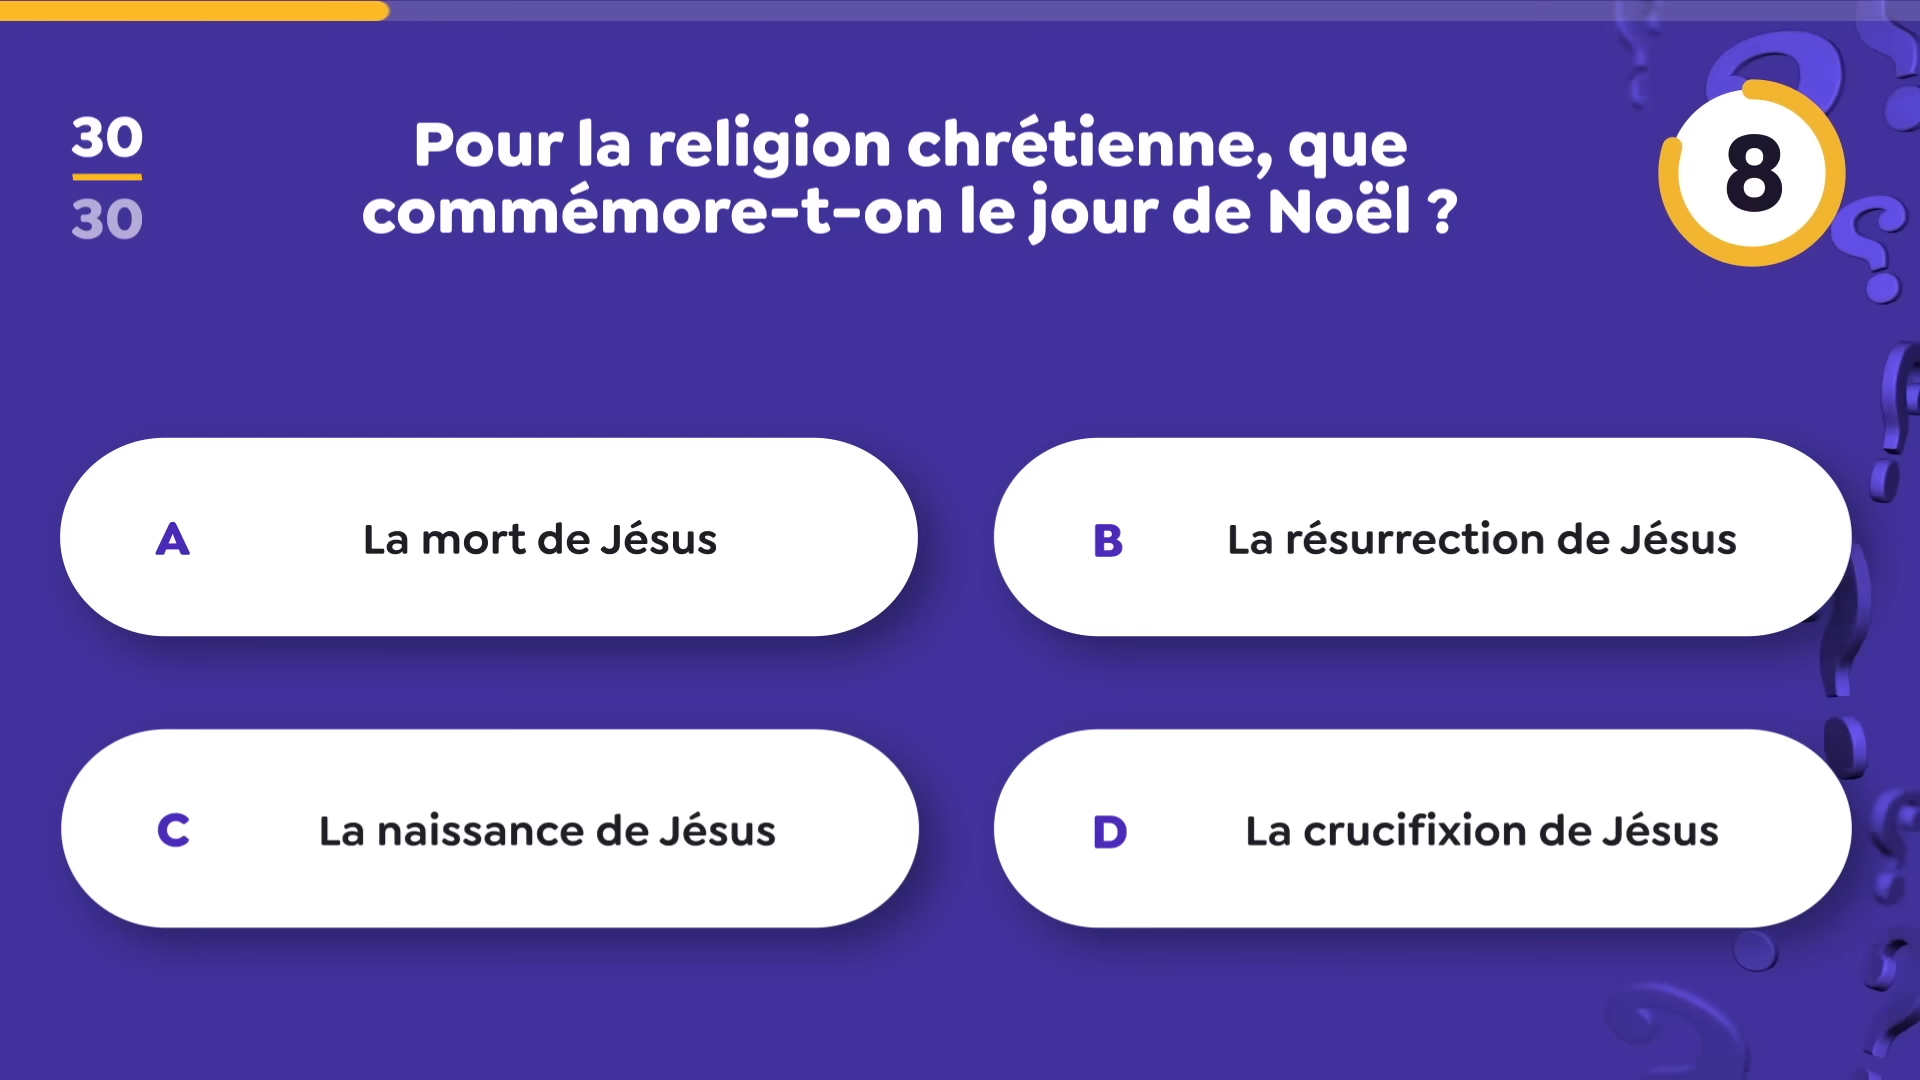 30
30
Pour la religion chrétienne, que
commémore-t-on le jour de Noël ?
8
A La mort de Jésus
B La résurrection de Jésus
C La naissance de Jésus
D La crucifixion de Jésus